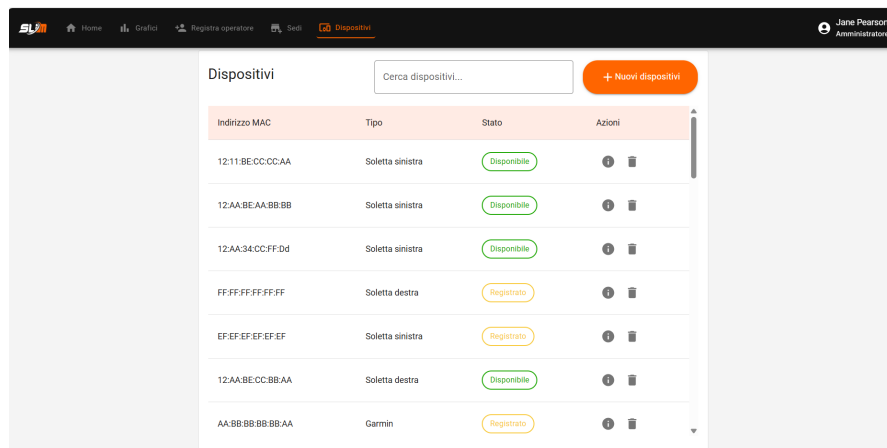 SLIM Home Grafici Registra operatore Sedi Dispositivi Jane Pearson
Amministratore
Dispositivi Cerca dispositivi... + Nuovi dispositivi
Indirizzo MAC Tipo Stato Azioni
12:11:BE:CC:CC:AA Soletta sinistra Disponibile
12:AA:BE:AA:BB:BB Soletta sinistra Disponibile
12:AA:34:CC:FF:Dd Soletta sinistra Disponibile
FF:FF:FF:FF:FF:FF Soletta destra Registrato
EF:EF:EF:EF:EF:EF Soletta sinistra Registrato
12:AA:BE:CC:BB:AA Soletta destra Disponibile
AA:BB:BB:BB:BB:AA Garmin Registrato